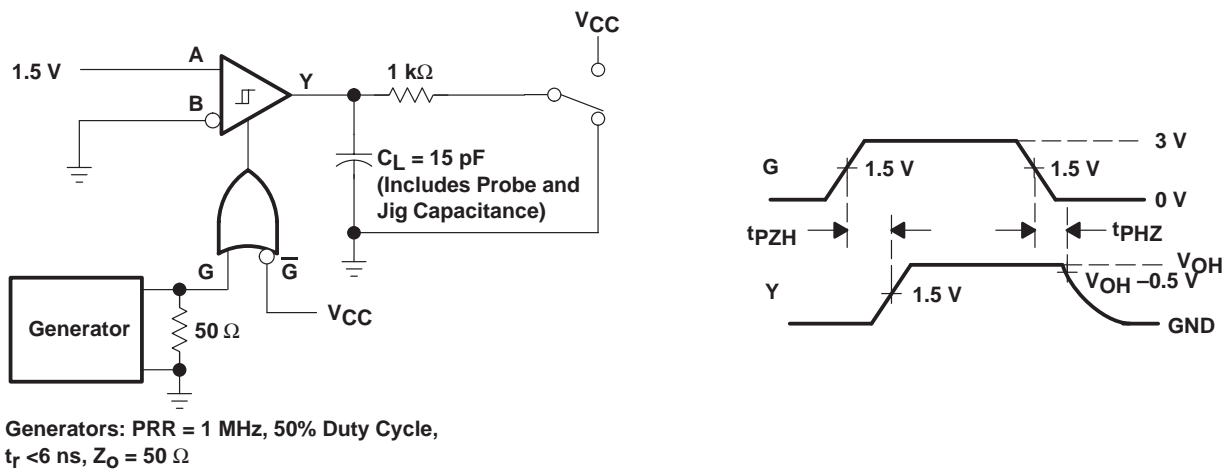 VCC
A
1.5 V
Y
1 kΩ
B
CL = 15 pF
(Includes Probe and
Jig Capacitance)
G
G
VCC
Generator
50 Ω
Generators: PRR = 1 MHz, 50% Duty Cycle,
tr <6 ns, Zo = 50 Ω
3 V
G
1.5 V
1.5 V
0 V
tPZH
tPHZ
VOH
VOH –0.5 V
Y
1.5 V
GND